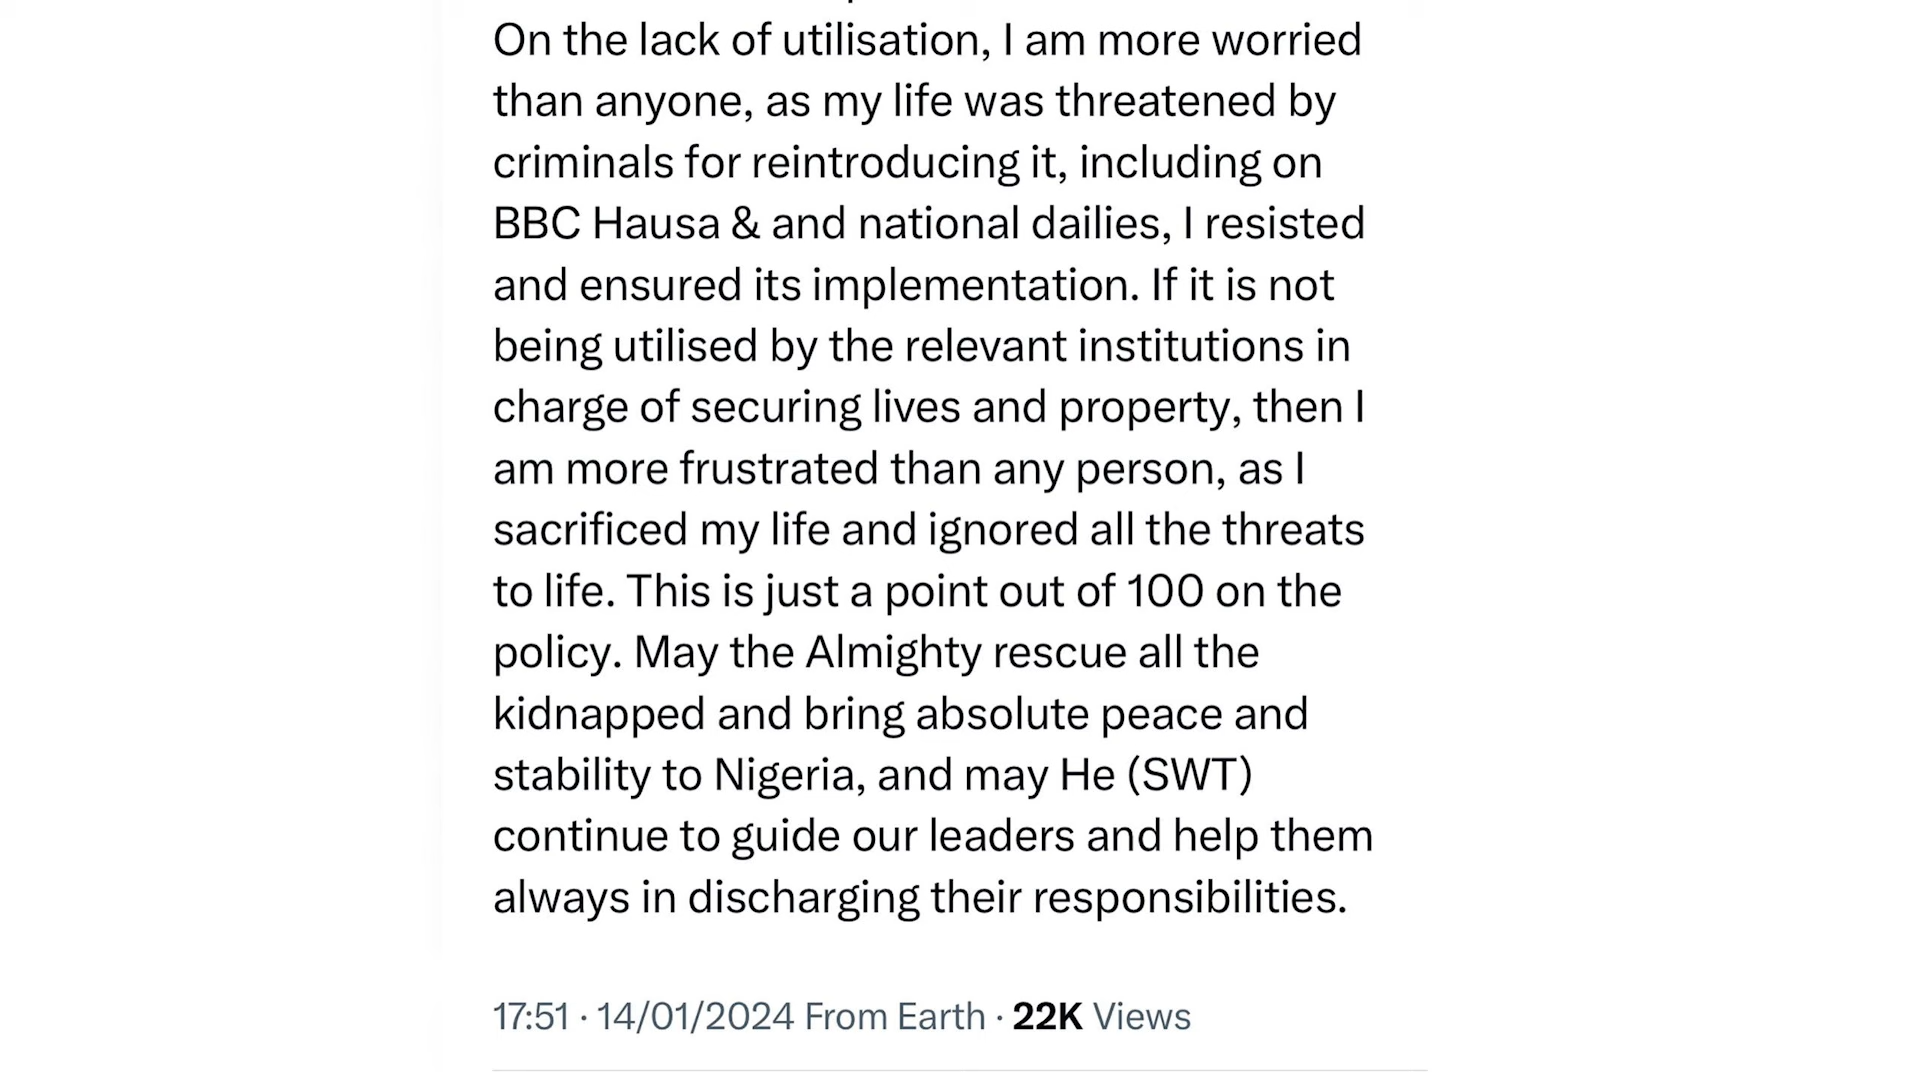 On the lack of utilisation, I am more worried
than anyone, as my life was threatened by
criminals for reintroducing it, including on
BBC Hausa & and national dailies, I resisted
and ensured its implementation. If it is not
being utilised by the relevant institutions in
charge of securing lives and property, then I
am more frustrated than any person, as I
sacrificed my life and ignored all the threats
to life. This is just a point out of 100 on the
policy. May the Almighty rescue all the
kidnapped and bring absolute peace and
stability to Nigeria, and may He (SWT)
continue to guide our leaders and help them
always in discharging their responsibilities.
17:51 · 14/01/2024 From Earth · 22K Views